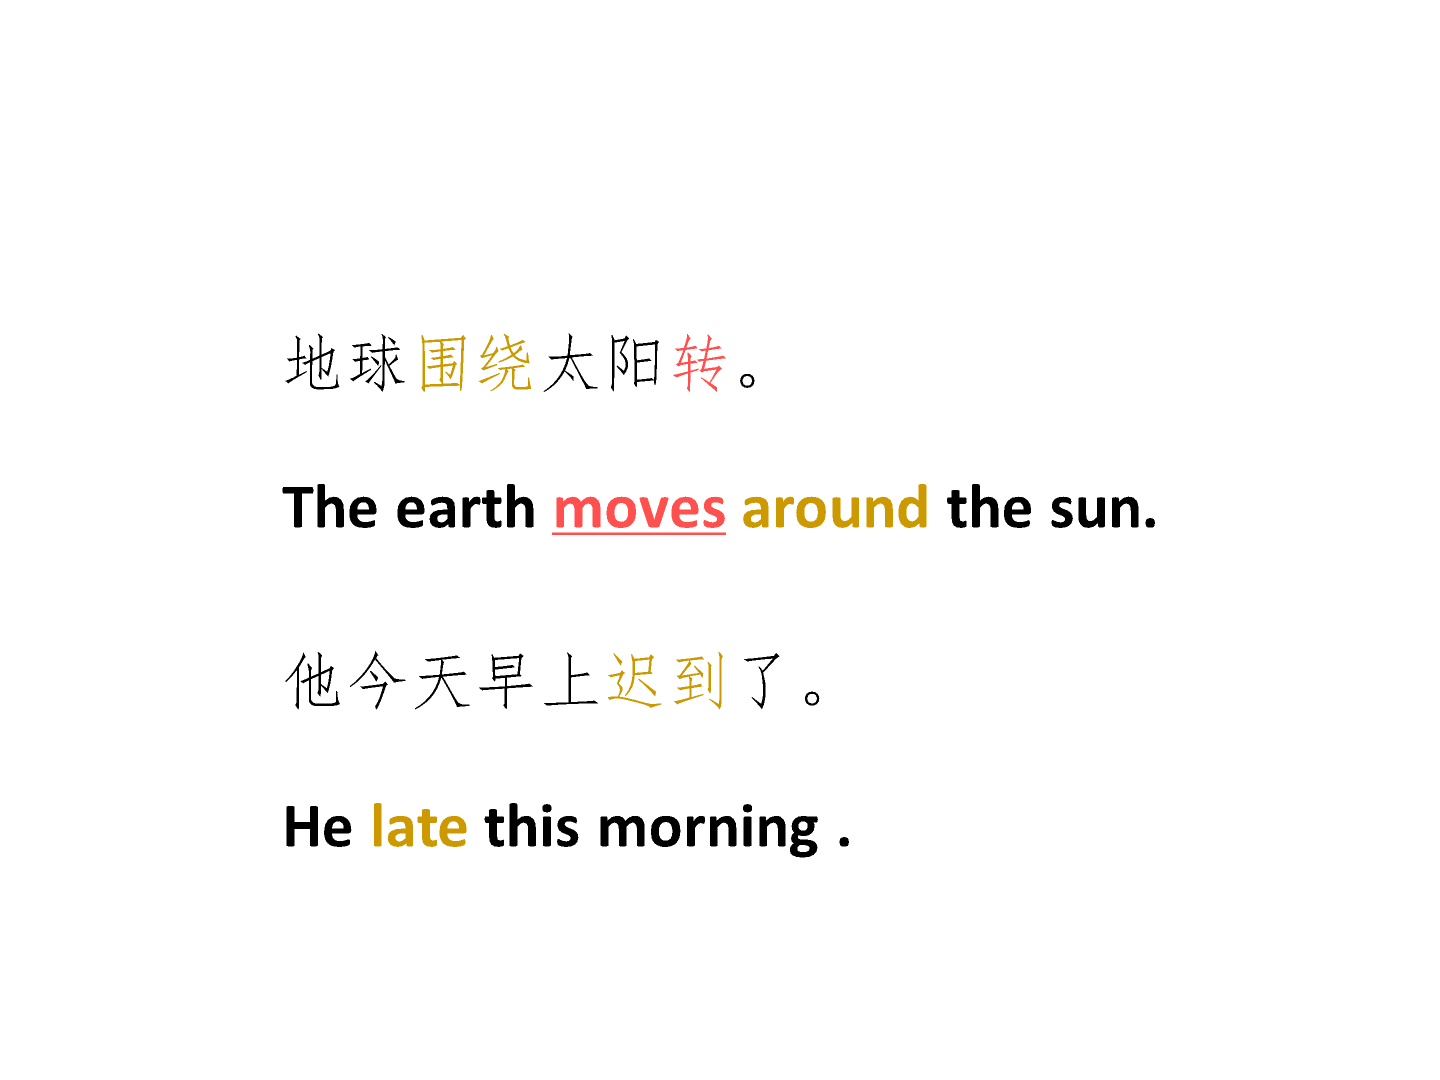 地球围绕太阳转。
The earth moves around the sun.
他今天早上迟到了。
He late this morning .